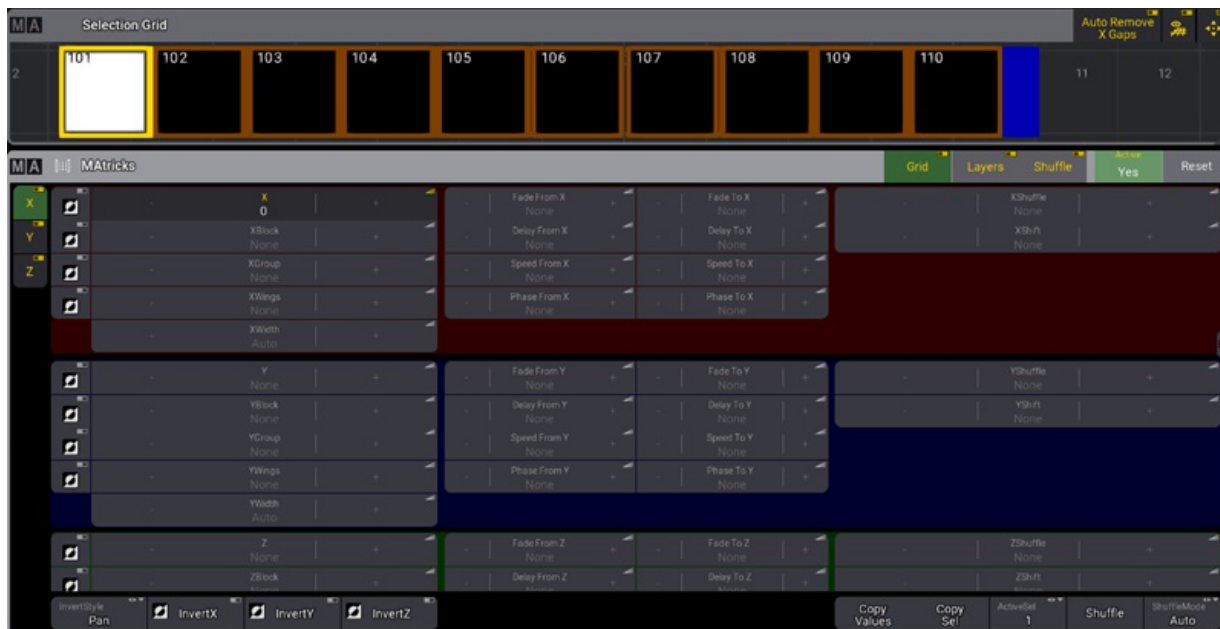 MA Selection Grid
Auto Remove
X Gaps
2 101 102 103 104 105 106 107 108 109 110 11 12
MA MAtricks Grid Layers Shuffle Active
Yes
Reset
X
Y
Z
- X
0 +
- XBlock
None +
- XGroup
None +
- XWings
None +
- XWidth
Auto +
- Fade From X
None +
- Fade To X
None +
- Delay From X
None +
- Delay To X
None +
- Speed From X
None +
- Speed To X
None +
- Phase From X
None +
- Phase To X
None +
- XShuffle
None +
- XShift
None +
- Y
None +
- YBlock
None +
- YGroup
None +
- YWings
None +
- YWidth
Auto +
- Fade From Y
None +
- Fade To Y
None +
- Delay From Y
None +
- Delay To Y
None +
- Speed From Y
None +
- Speed To Y
None +
- Phase From Y
None +
- Phase To Y
None +
- YShuffle
None +
- YShift
None +
- Z
None +
- ZBlock
- Fade From Z
None +
- Fade To Z
None +
- Delay From Z
- Delay To Z
- ZShuffle
None +
- ZShift
InvertStyle
Pan
InvertX
InvertY
InvertZ
Copy
Values
Copy
Sel
ActiveSel
1
Shuffle
ShuffleMode
Auto